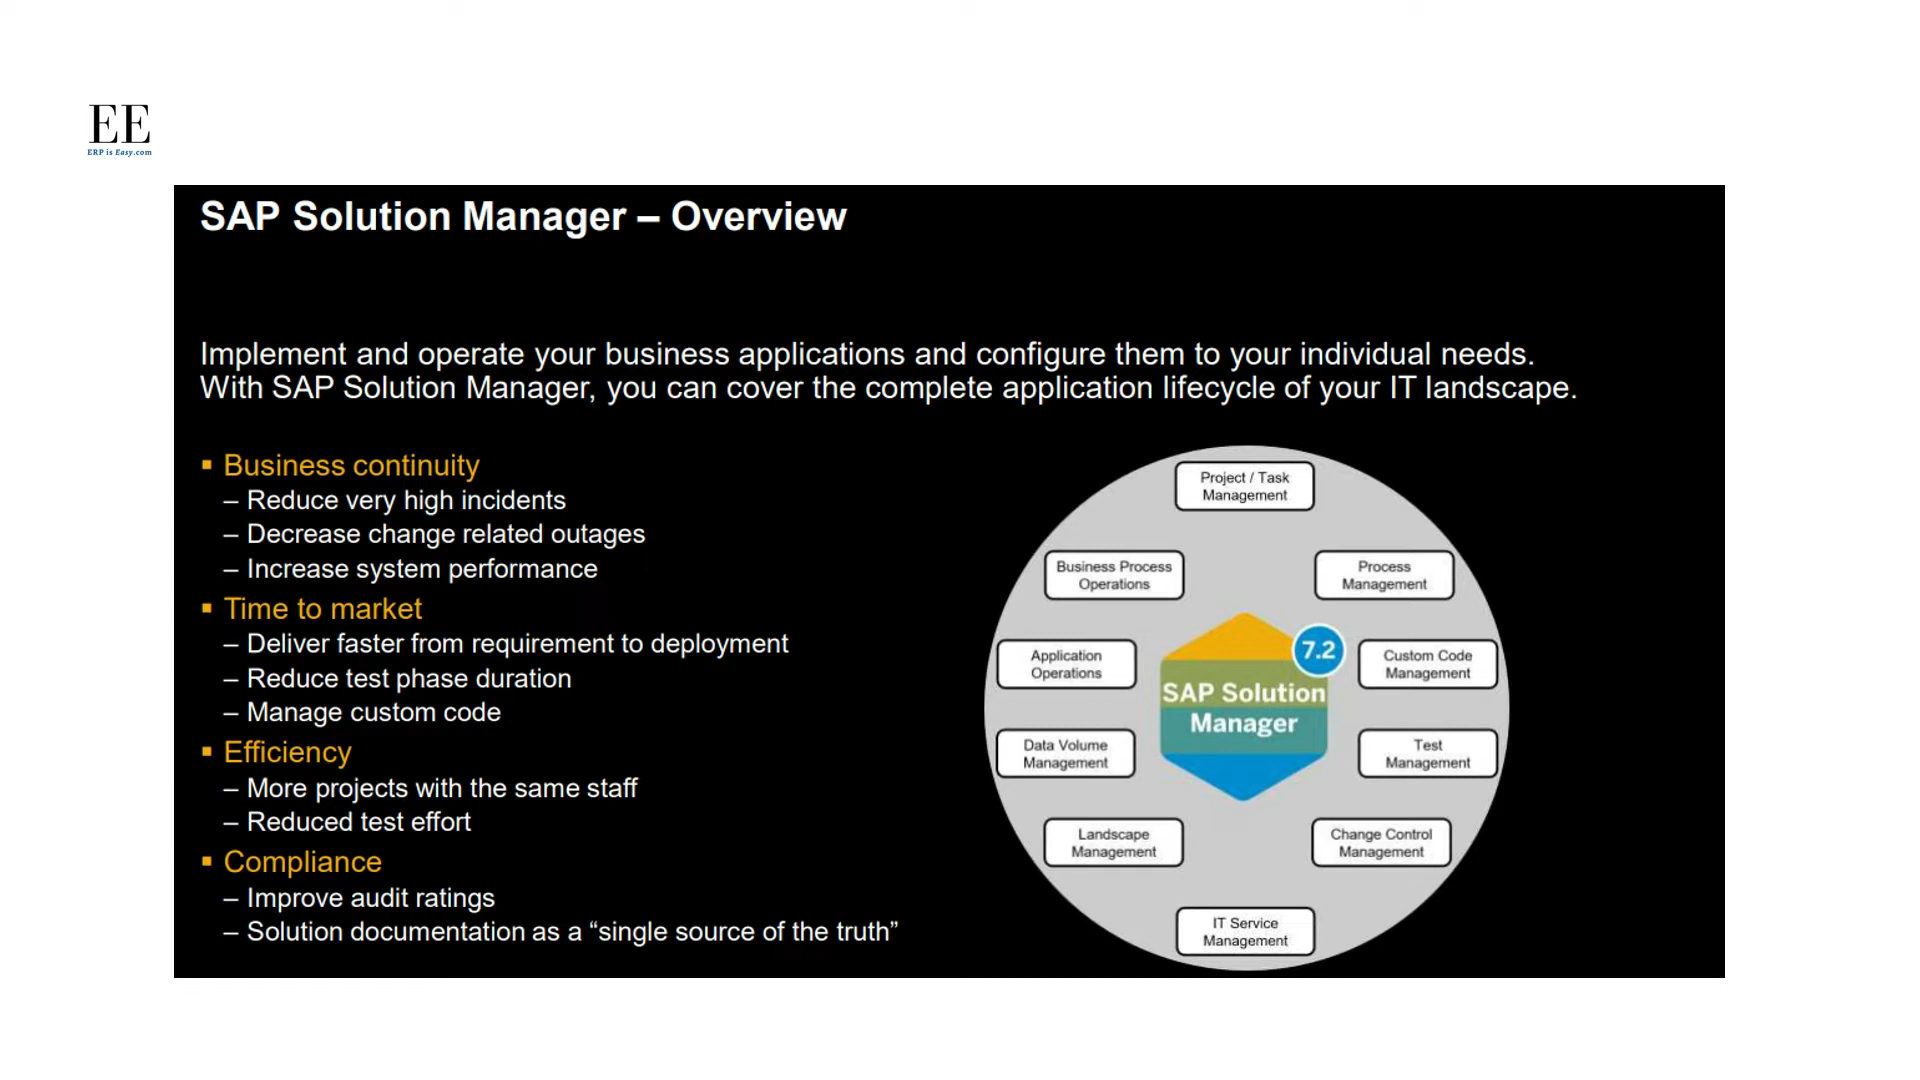 EE
ERP is Easy.com
SAP Solution Manager – Overview
Implement and operate your business applications and configure them to your individual needs.
With SAP Solution Manager, you can cover the complete application lifecycle of your IT landscape.
▪ Business continuity
– Reduce very high incidents
– Decrease change related outages
– Increase system performance
▪ Time to market
– Deliver faster from requirement to deployment
– Reduce test phase duration
– Manage custom code
▪ Efficiency
– More projects with the same staff
– Reduced test effort
▪ Compliance
– Improve audit ratings
– Solution documentation as a “single source of the truth”
Project / Task
Management
Business Process
Operations
Process
Management
Application
Operations
7.2
SAP Solution
Manager
Custom Code
Management
Data Volume
Management
Test
Management
Landscape
Management
Change Control
Management
IT Service
Management